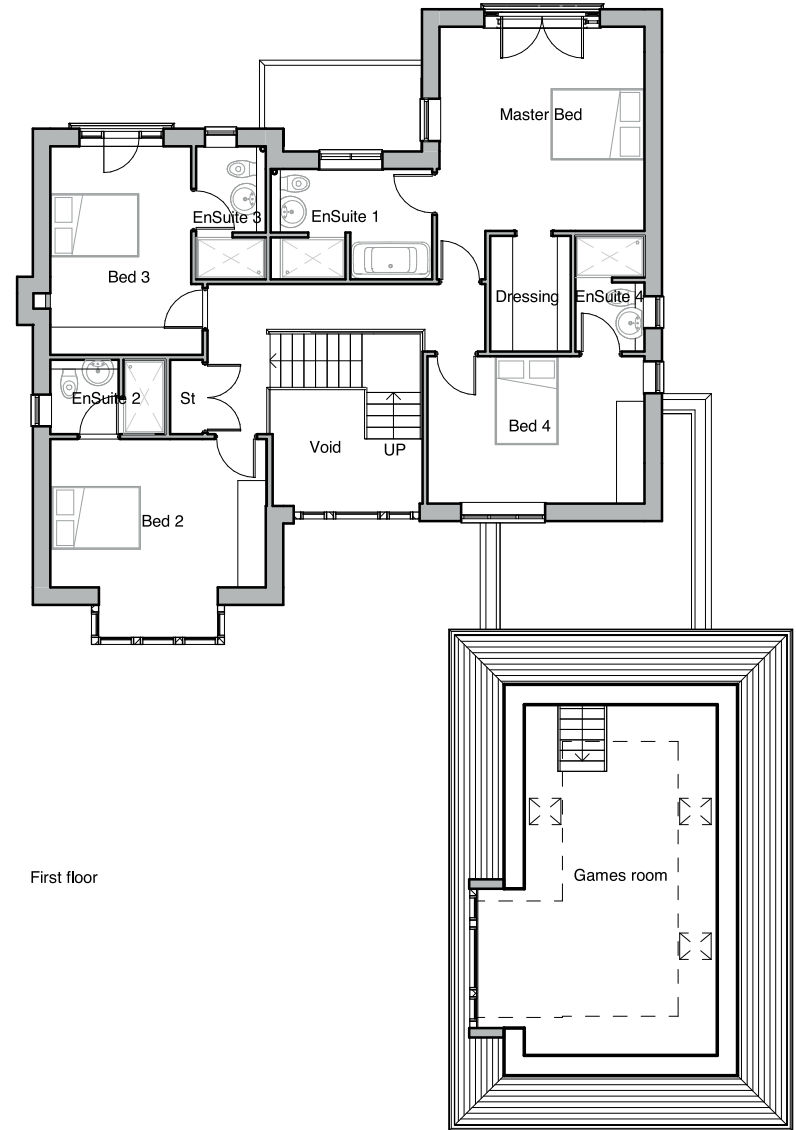 Master Bed
EnSuite 3
EnSuite 1
Bed 3
Dressing
EnSuite 4
EnSuite 2
St
Void
UP
Bed 4
Bed 2
First floor
Games room